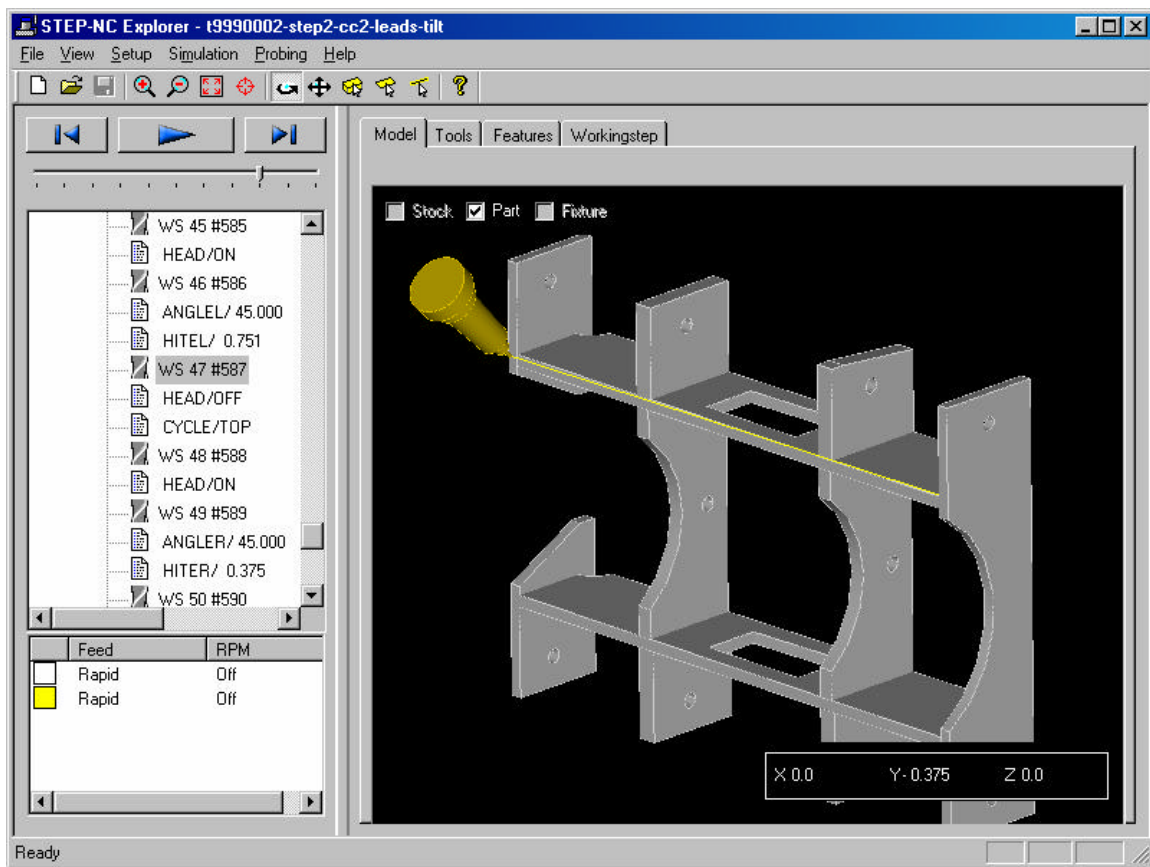 STEP-NC Explorer - t9990002-step2-cc2-leads-tilt
File View Setup Simulation Probing Help
Model Tools Features Workingstep
Stock Part Fixture
WS 45 #585
HEAD/ON
WS 46 #586
ANGLEL/ 45.000
HITEL/ 0.751
WS 47 #587
HEAD/OFF
CYCLE/TOP
WS 48 #588
HEAD/ON
WS 49 #589
ANGLER/ 45.000
HITER/ 0.375
WS 50 #590
Feed RPM
Rapid Off
Rapid Off
X 0.0 Y- 0.375 Z 0.0
Ready